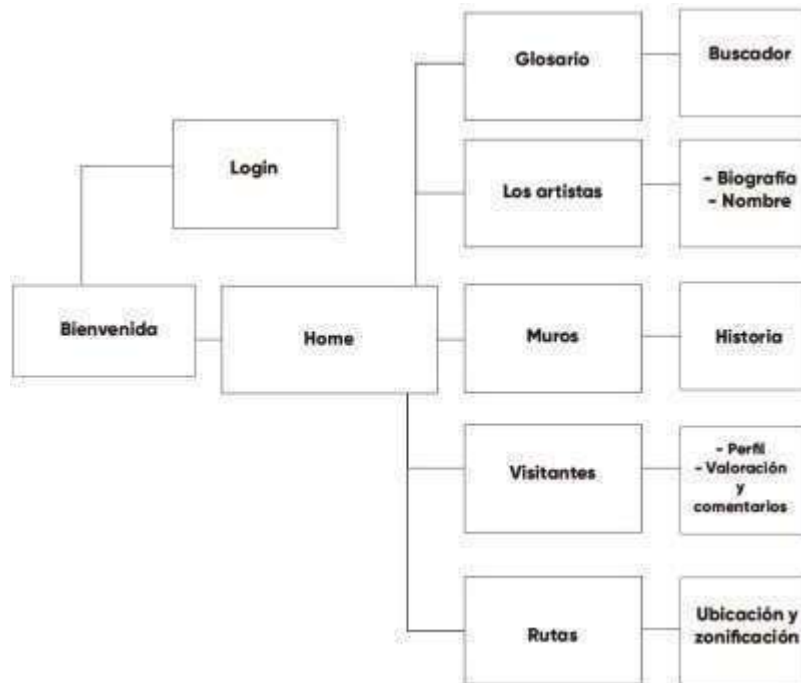 Glosario
Buscador
Login
Los artistas
- Biografía
- Nombre
Bienvenida
Home
Muros
Historia
Visitantes
- Perfil
- Valoración
y
comentarios
Rutas
Ubicación y
zonificación